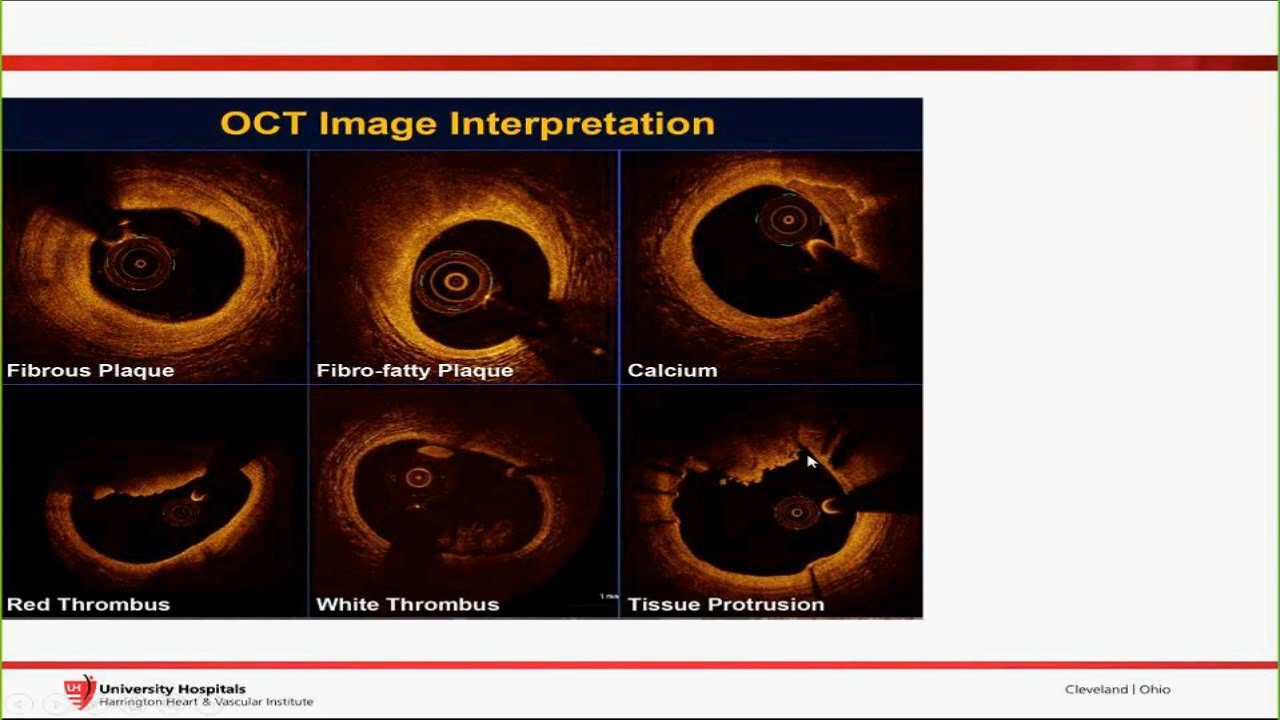 OCT Image Interpretation
Fibrous Plaque
Fibro-fatty Plaque
Calcium
Red Thrombus
White Thrombus
Tissue Protrusion
UH
University Hospitals
Harrington Heart & Vascular Institute
Cleveland | Ohio